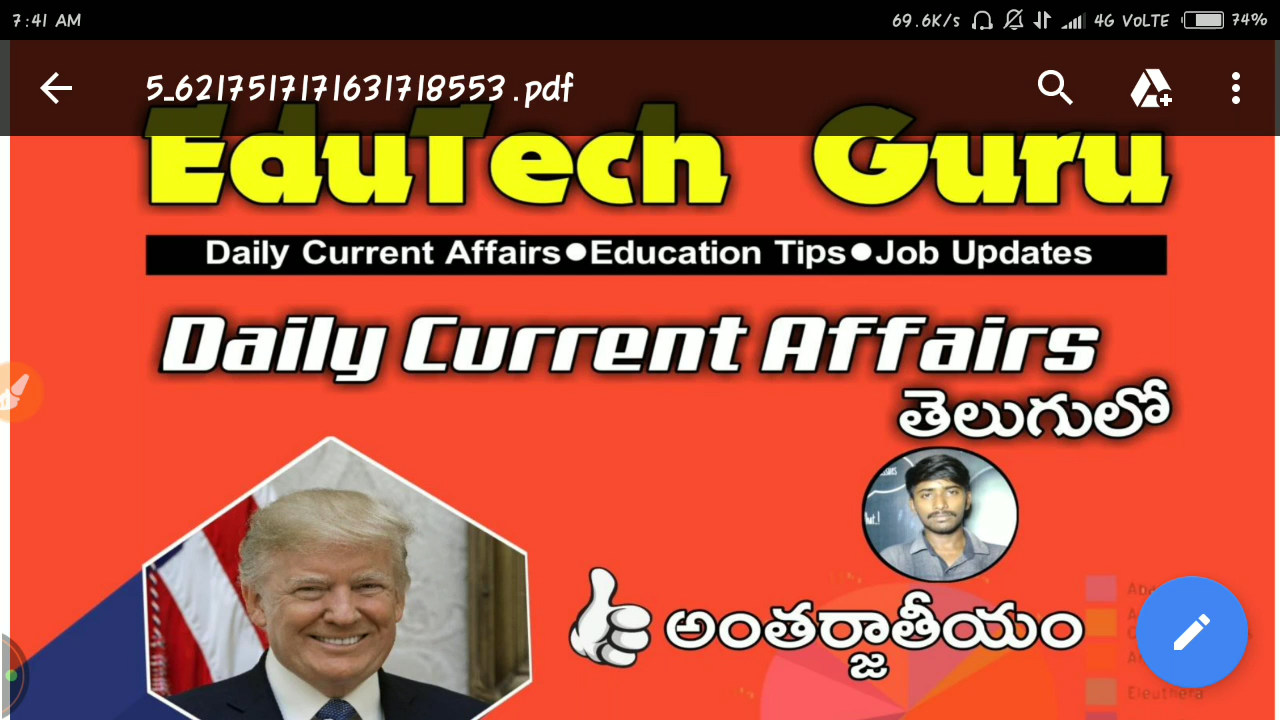 7:41 AM 69.6K/s 4G VoLTE 74%
5_6217517171631718553.pdf
EduTech Guru
Daily Current Affairs●Education Tips●Job Updates
Daily Current Affairs
తెలుగులో
అంతర్జాతీయం
Eleuthera